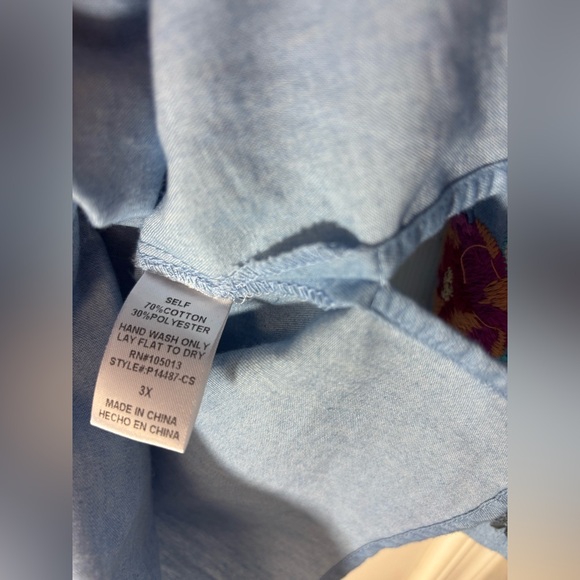 SELF
70%COTTON
30%POLYESTER
HAND WASH ONLY
LAY FLAT TO DRY
RN#105013
STYLE#:P14487-CS
3X
MADE IN CHINA
HECHO EN CHINA